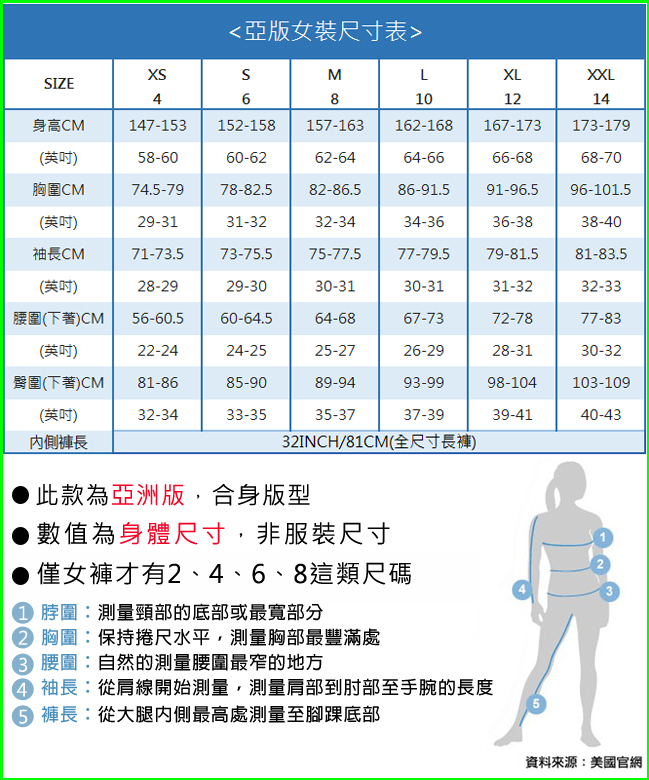 <亞版女裝尺寸表>
SIZE XS S M L XL XXL
4 6 8 10 12 14
身高CM 147-153 152-158 157-163 162-168 167-173 173-179
(英吋) 58-60 60-62 62-64 64-66 66-68 68-70
胸圍CM 74.5-79 78-82.5 82-86.5 86-91.5 91-96.5 96-101.5
(英吋) 29-31 31-32 32-34 34-36 36-38 38-40
袖長CM 71-73.5 73-75.5 75-77.5 77-79.5 79-81.5 81-83.5
(英吋) 28-29 29-30 30-31 30-31 31-32 32-33
腰圍(下著)CM 56-60.5 60-64.5 64-68 67-73 72-78 77-83
(英吋) 22-24 24-25 25-27 26-29 28-31 30-32
臀圍(下著)CM 81-86 85-90 89-94 93-99 98-104 103-109
(英吋) 32-34 33-35 35-37 37-39 39-41 40-43
內側褲長 32INCH/81CM(全尺寸長褲)
●此款為亞洲版，合身版型
●數值為身體尺寸，非服裝尺寸
●僅女褲才有2、4、6、8這類尺碼
1 脖圍：測量頸部的底部或最寬部分
2 胸圍：保持捲尺水平，測量胸部最豐滿處
3 腰圍：自然的測量腰圍最窄的地方
4 袖長：從肩線開始測量，測量肩部到肘部至手腕的長度
5 褲長：從大腿內側最高處測量至腳踝底部
1
2
4 3
5
資料來源：美國官網